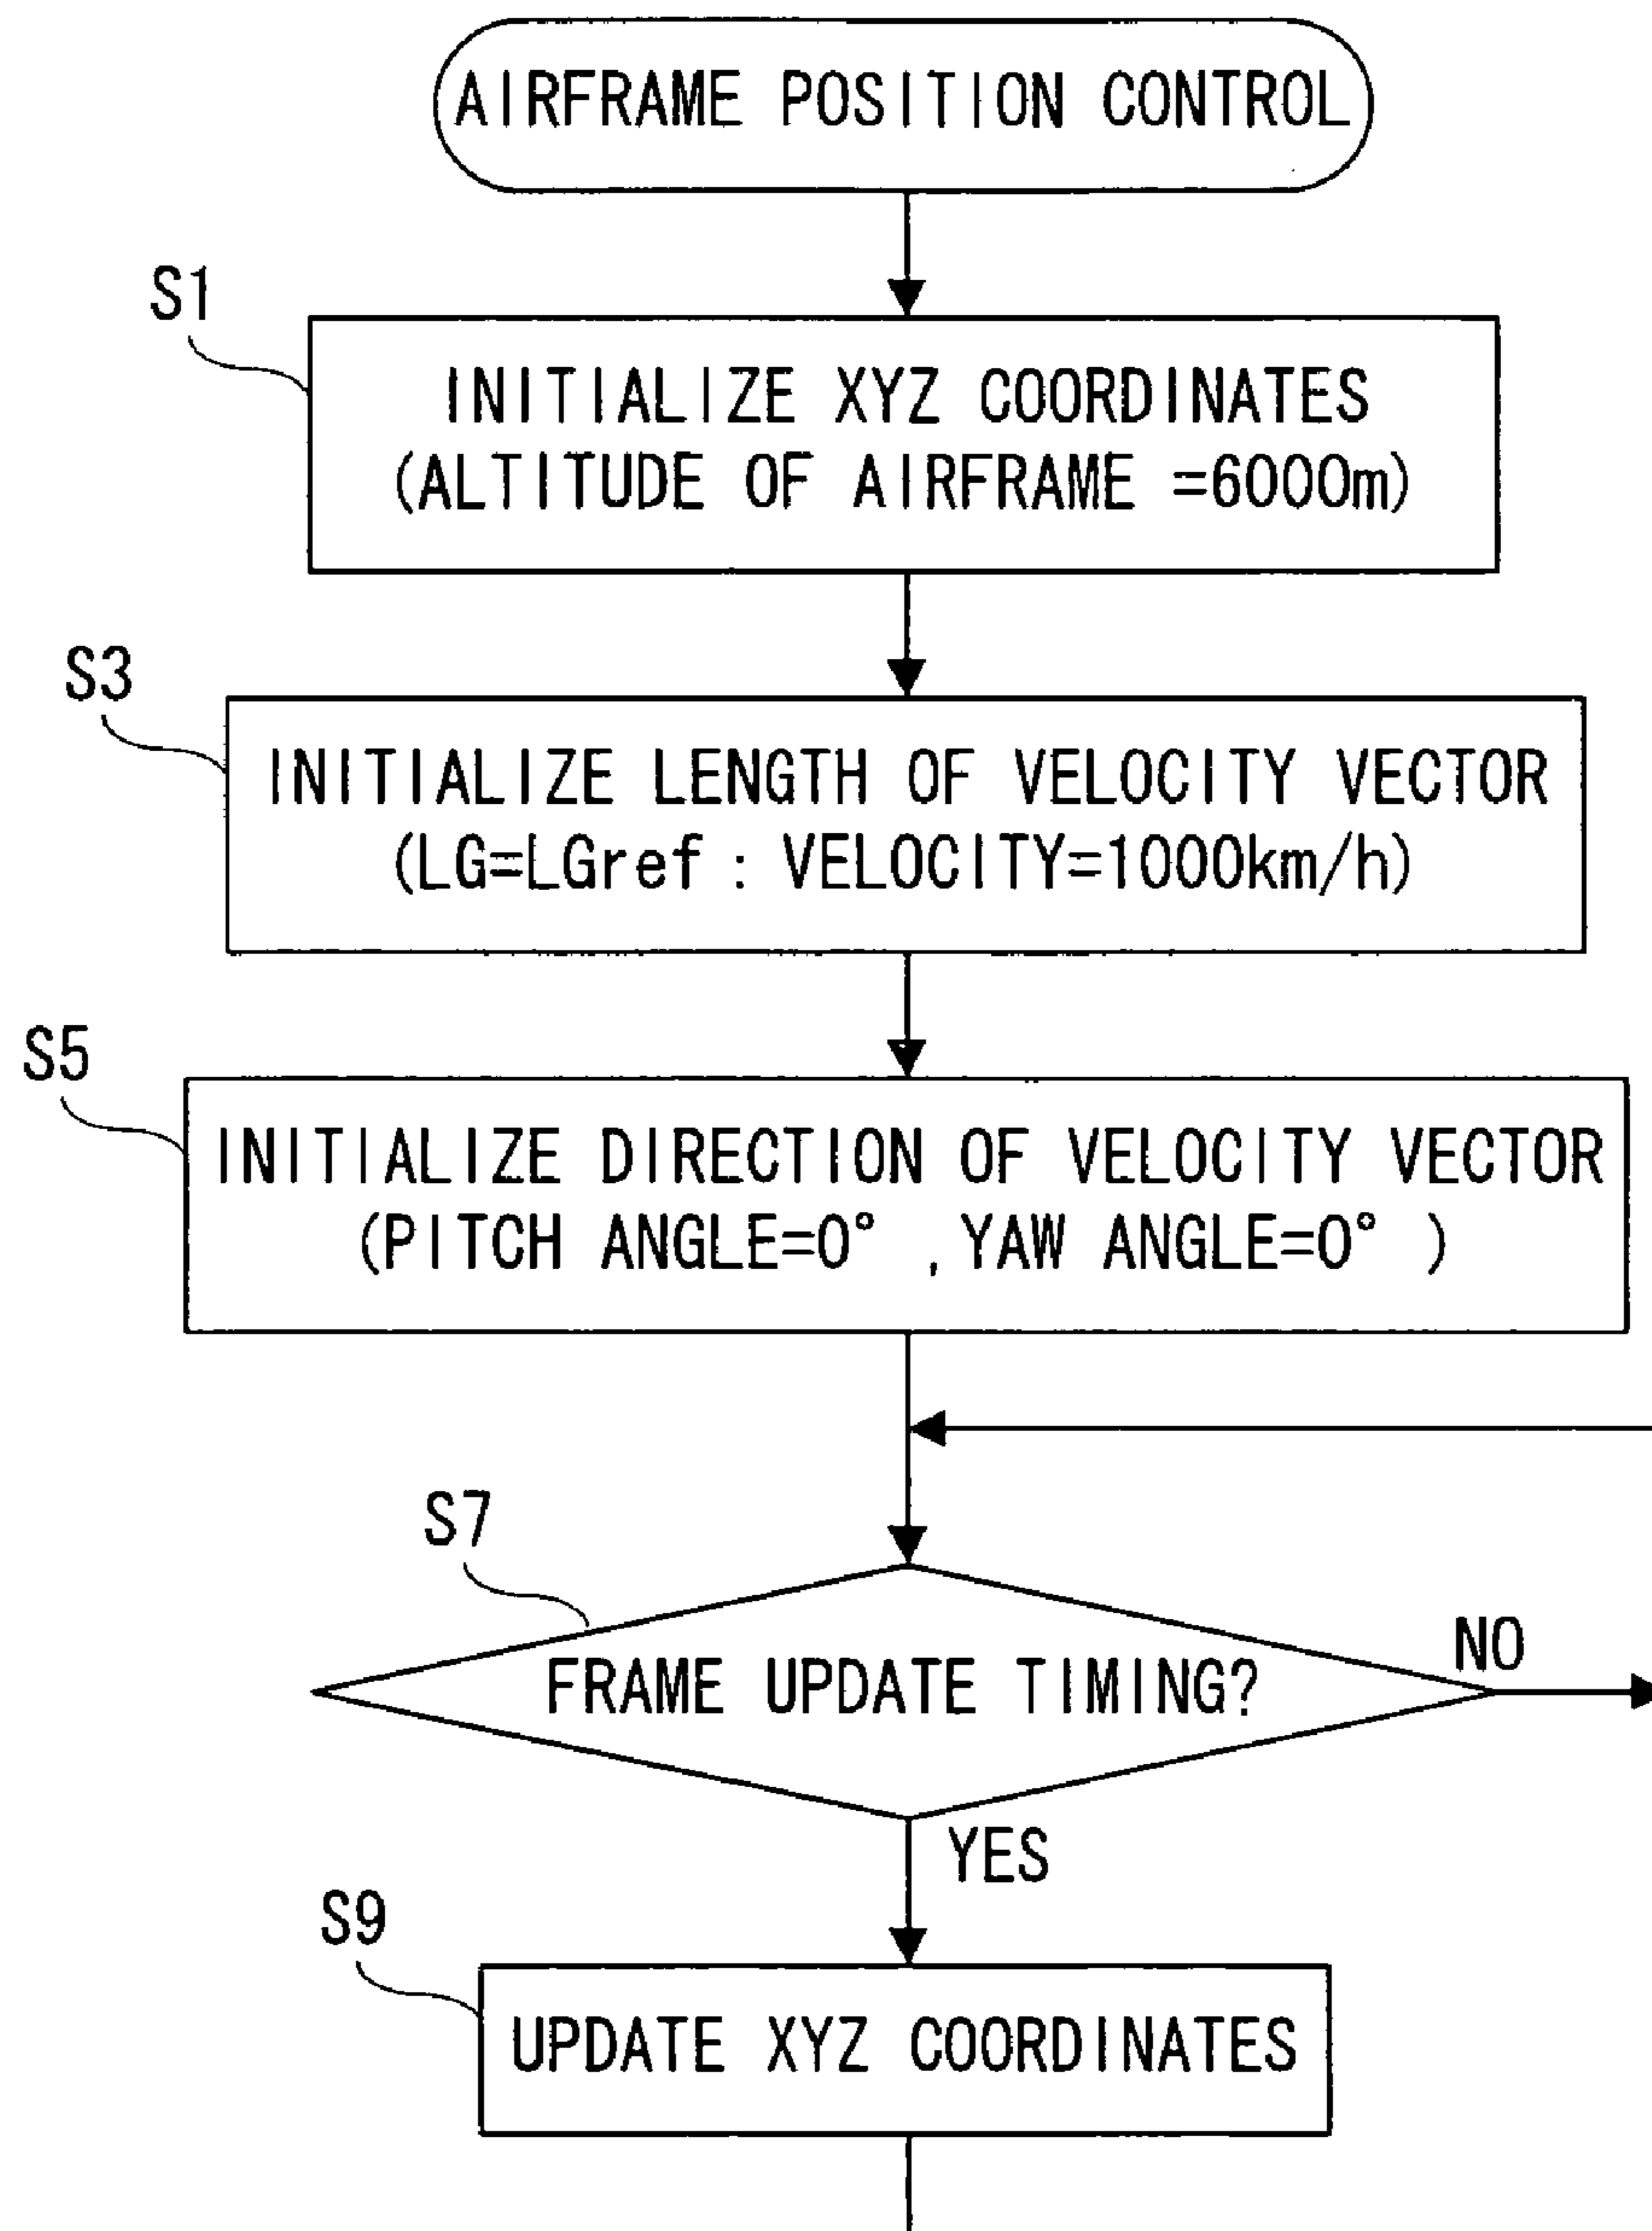 AIRFRAME POSITION CONTROL
S1
INITIALIZE XYZ COORDINATES
(ALTITUDE OF AIRFRAME =6000m)
S3
INITIALIZE LENGTH OF VELOCITY VECTOR
(LG=LGref : VELOCITY=1000km/h)
S5
INITIALIZE DIRECTION OF VELOCITY VECTOR
(PITCH ANGLE=0° ,YAW ANGLE=0° )
S7
FRAME UPDATE TIMING?
NO
YES
S9
UPDATE XYZ COORDINATES